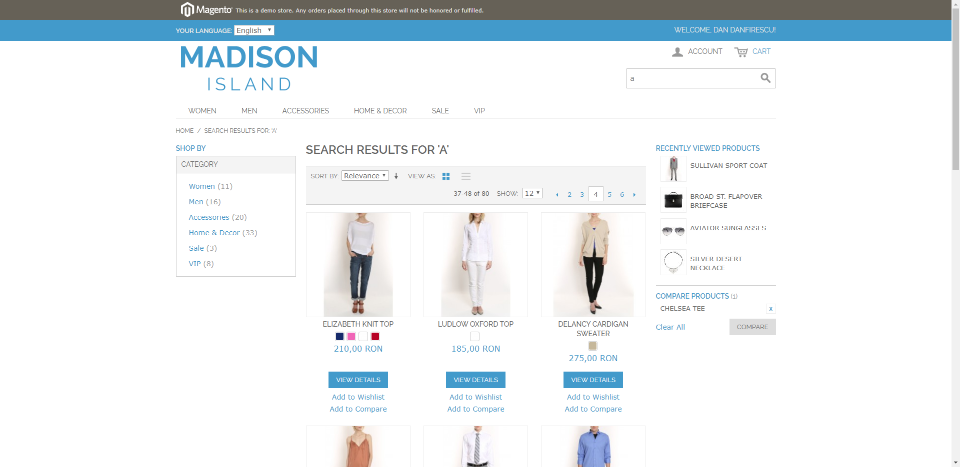 Magento This is a demo store. Any orders placed through this store will not be honored or fulfilled.
YOUR LANGUAGE: English
WELCOME, DAN DANFIRESCU!
MADISON
ISLAND
ACCOUNT CART
a
WOMEN MEN ACCESSORIES HOME & DECOR SALE VIP
HOME / SEARCH RESULTS FOR: 'A'
SHOP BY
CATEGORY
Women (11)
Men (16)
Accessories (20)
Home & Decor (33)
Sale (3)
VIP (8)
SEARCH RESULTS FOR 'A'
SORT BY Relevance VIEW AS
37-48 of 80 SHOW: 12 2 3 4 5 6
ELIZABETH KNIT TOP
210,00 RON
VIEW DETAILS
Add to Wishlist
Add to Compare
LUDLOW OXFORD TOP
185,00 RON
VIEW DETAILS
Add to Wishlist
Add to Compare
DELANCY CARDIGAN
SWEATER
275,00 RON
VIEW DETAILS
Add to Wishlist
Add to Compare
RECENTLY VIEWED PRODUCTS
SULLIVAN SPORT COAT
BROAD ST. FLAPOVER
BRIEFCASE
AVIATOR SUNGLASSES
SILVER DESERT
NECKLACE
COMPARE PRODUCTS (1)
CHELSEA TEE x
Clear All COMPARE